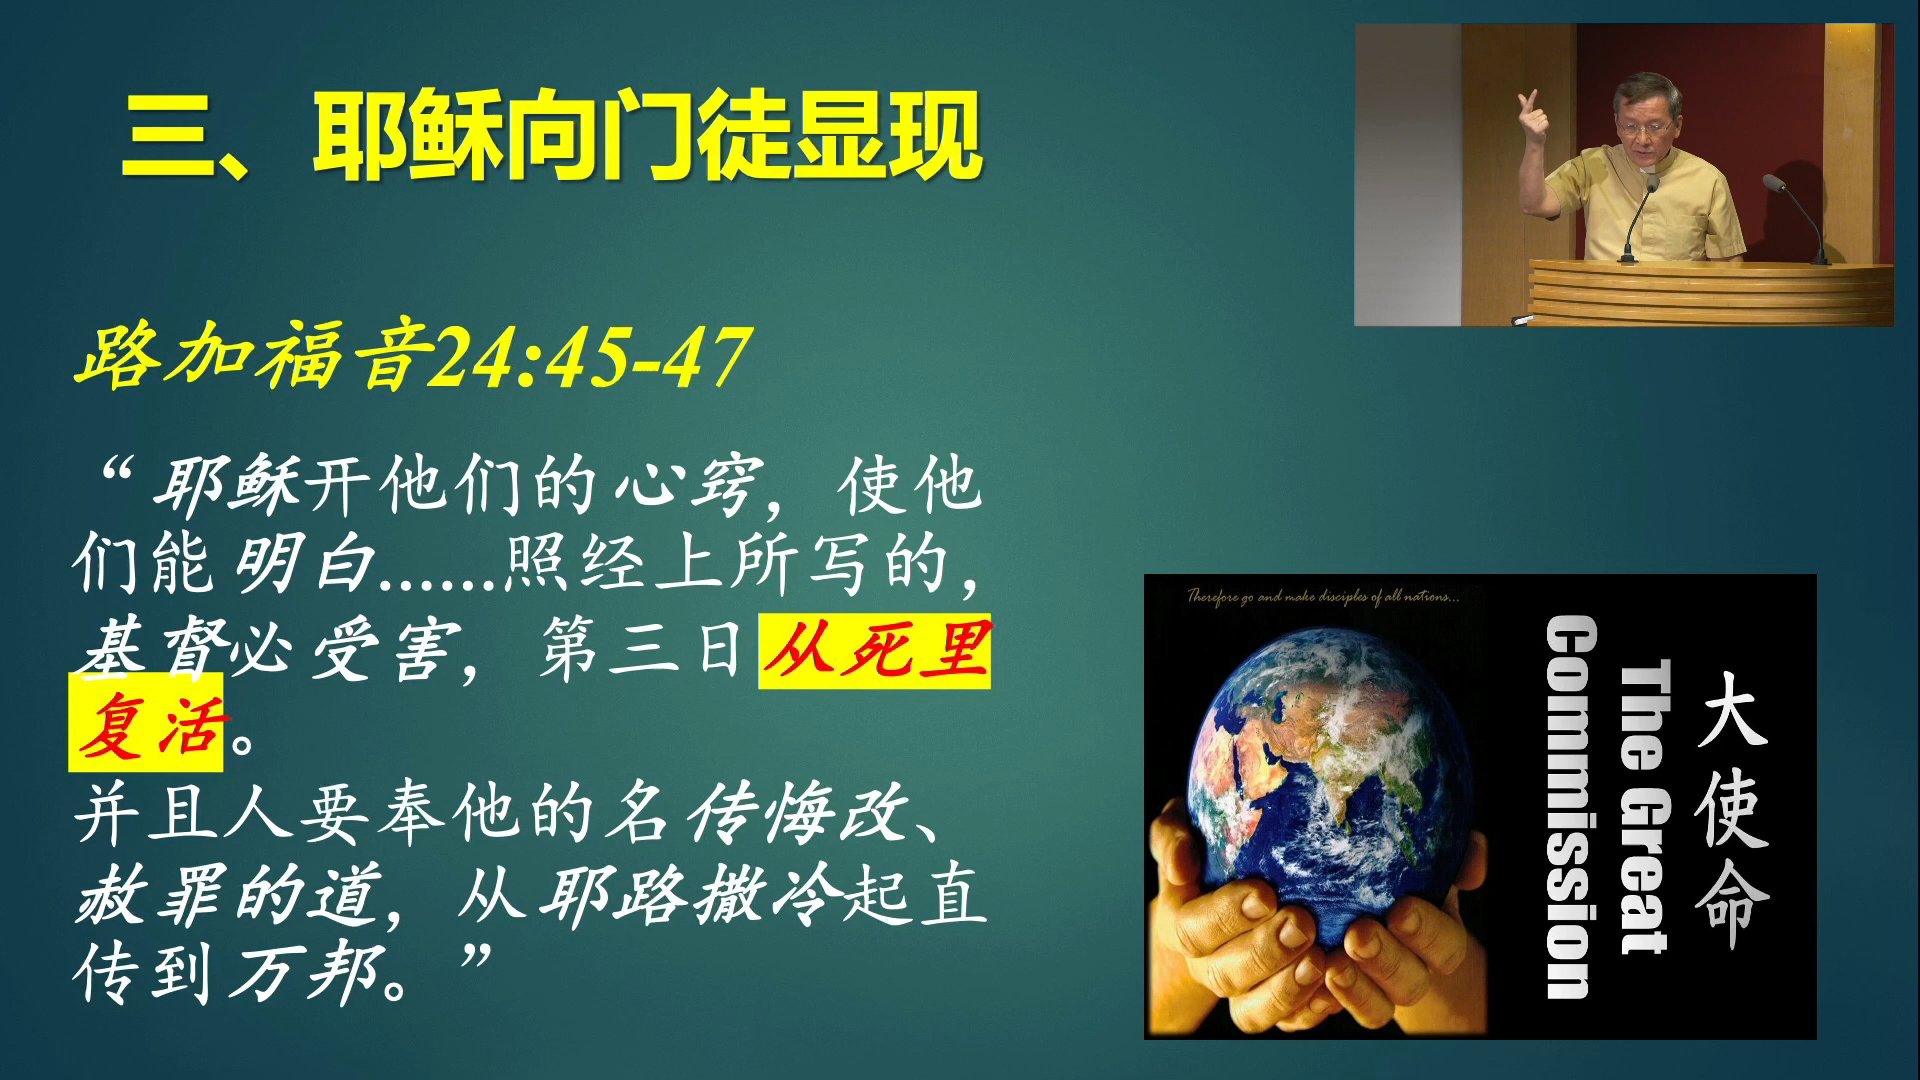 三、耶稣向门徒显现
路加福音24:45-47
“耶稣开他们的心窍，使他
们能明白……照经上所写的，
基督必受害，第三日从死里
复活。
并且人要奉他的名传悔改、
赦罪的道，从耶路撒冷起直
传到万邦。”
Therefore go and make disciples of all nations...
大使命
The Great
Commission